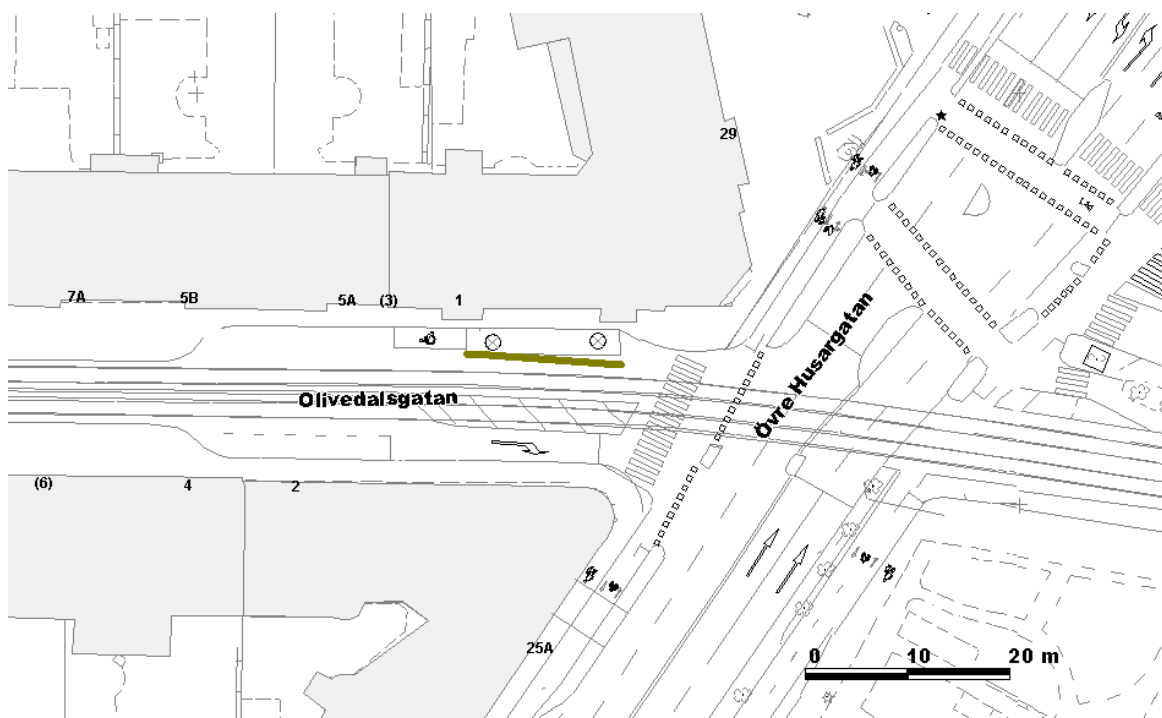 29
7A
5B
5A
(3)
1
Olivedalsgatan
Övre Husargatan
(6)
4
2
25A
0 10 20 m